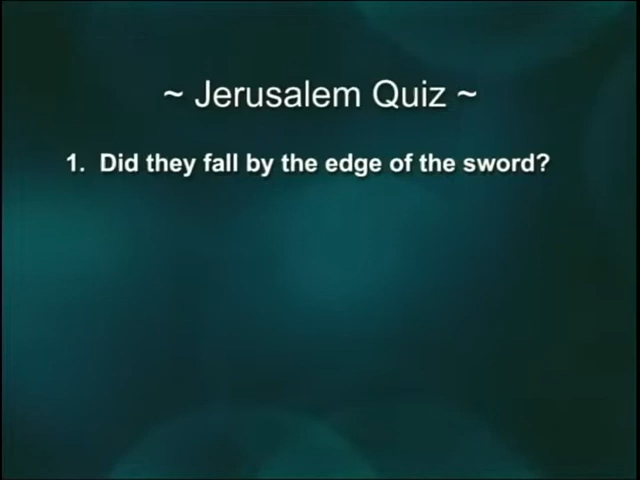 ~ Jerusalem Quiz ~
1. Did they fall by the edge of the sword?